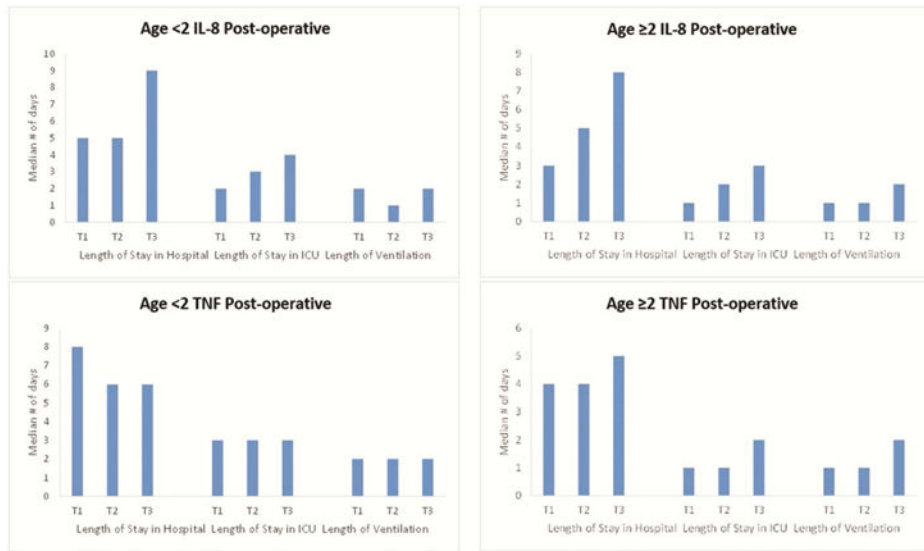 Age <2 IL-8 Post-operative
Median # of days
10
9
8
7
6
5
4
3
2
1
0
T1 T2 T3 T1 T2 T3 T1 T2 T3
Length of Stay in Hospital Length of Stay in ICU Length of Ventilation
Age ≥2 IL-8 Post-operative
Median # of days
9
8
7
6
5
4
3
2
1
0
T1 T2 T3 T1 T2 T3 T1 T2 T3
Length of Stay in Hospital Length of Stay in ICU Length of Ventilation
Age <2 TNF Post-operative
Median # of days
9
8
7
6
5
4
3
2
1
0
T1 T2 T3 T1 T2 T3 T1 T2 T3
Length of Stay in Hospital Length of Stay in ICU Length of Ventilation
Age ≥2 TNF Post-operative
Median # of days
6
5
4
3
2
1
0
T1 T2 T3 T1 T2 T3 T1 T2 T3
Length of Stay in Hospital Length of Stay in ICU Length of Ventilation